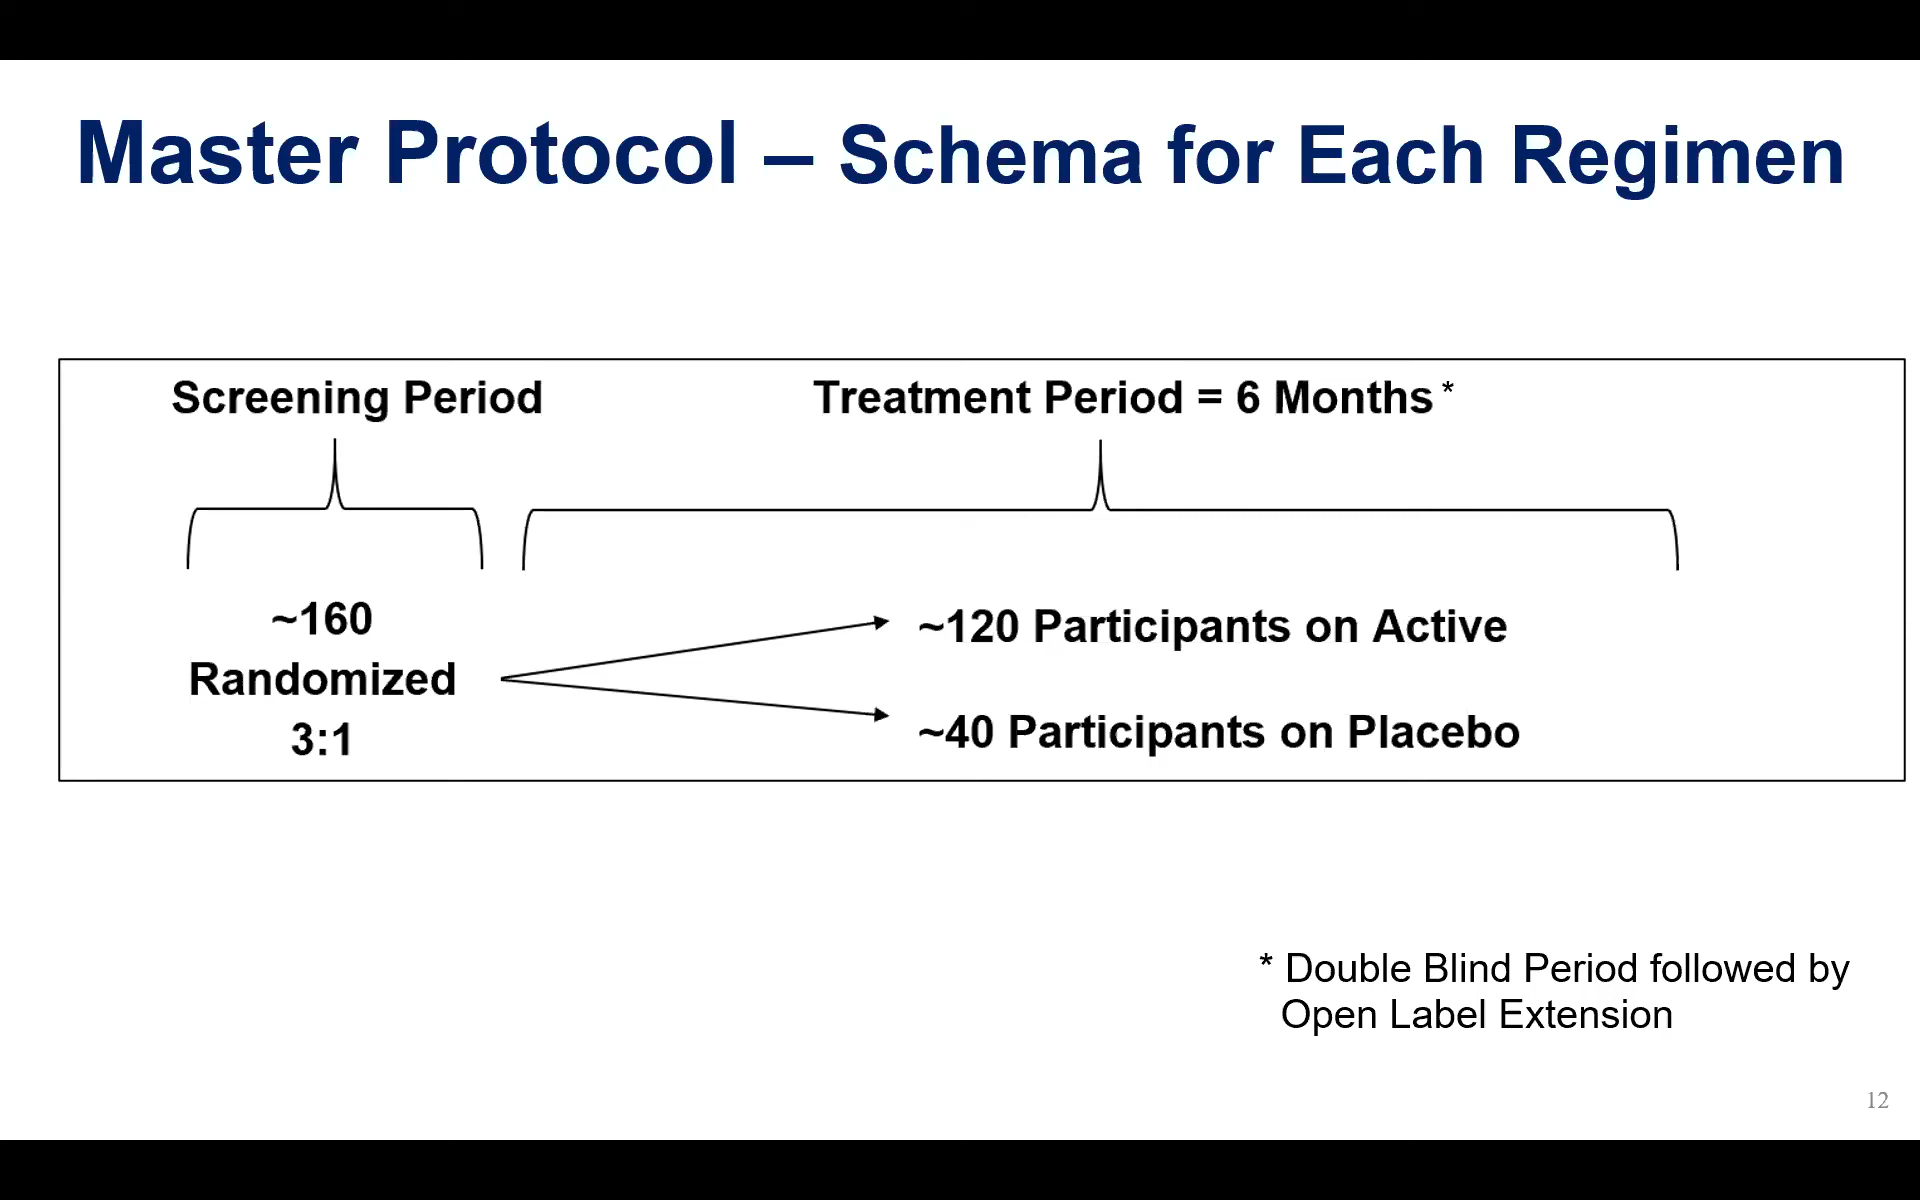 Master Protocol – Schema for Each Regimen
Screening Period
Treatment Period = 6 Months*
~160
Randomized
3:1
~120 Participants on Active
~40 Participants on Placebo
* Double Blind Period followed by
Open Label Extension
12